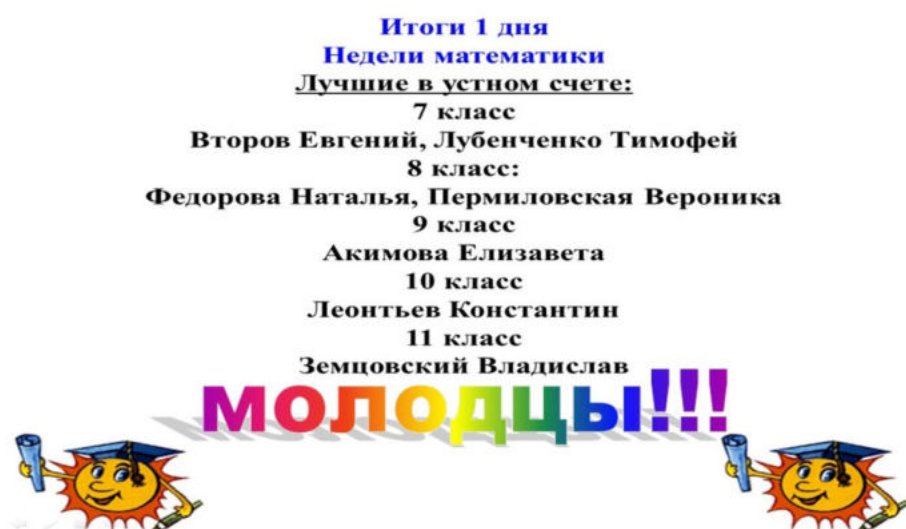 Итоги 1 дня
Недели математики
Лучшие в устном счете:
7 класс
Второв Евгений, Лубенченко Тимофей
8 класс:
Федорова Наталья, Пермиловская Вероника
9 класс
Акимова Елизавета
10 класс
Леонтьев Константин
11 класс
Земцовский Владислав
молодцы!!!